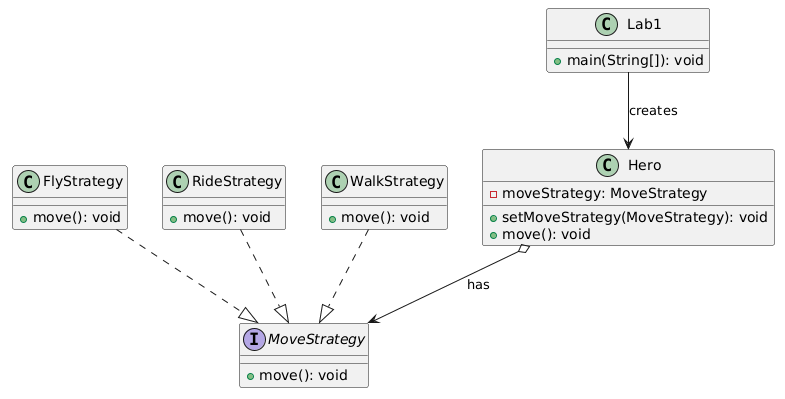 C Lab1
+ main(String[]): void
creates
C FlyStrategy
+ move(): void
C RideStrategy
+ move(): void
C WalkStrategy
+ move(): void
C Hero
moveStrategy: MoveStrategy
setMoveStrategy(MoveStrategy): void
move(): void
has
I MoveStrategy
move(): void